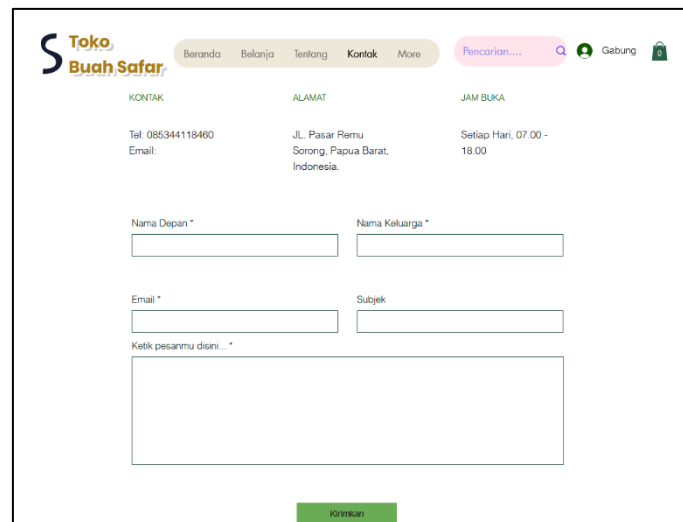 S Toko
Buah Safar
Beranda Belanja Tentang Kontak More
Pencarian....
Gabung
0
KONTAK
ALAMAT
JAM BUKA
Tel: 085344118460
Email:
JL. Pasar Remu
Sorong, Papua Barat,
Indonesia.
Setiap Hari, 07.00 -
18.00
Nama Depan *
Nama Keluarga *
Email *
Subjek
Ketik pesanmu disini... *
Kirimkan